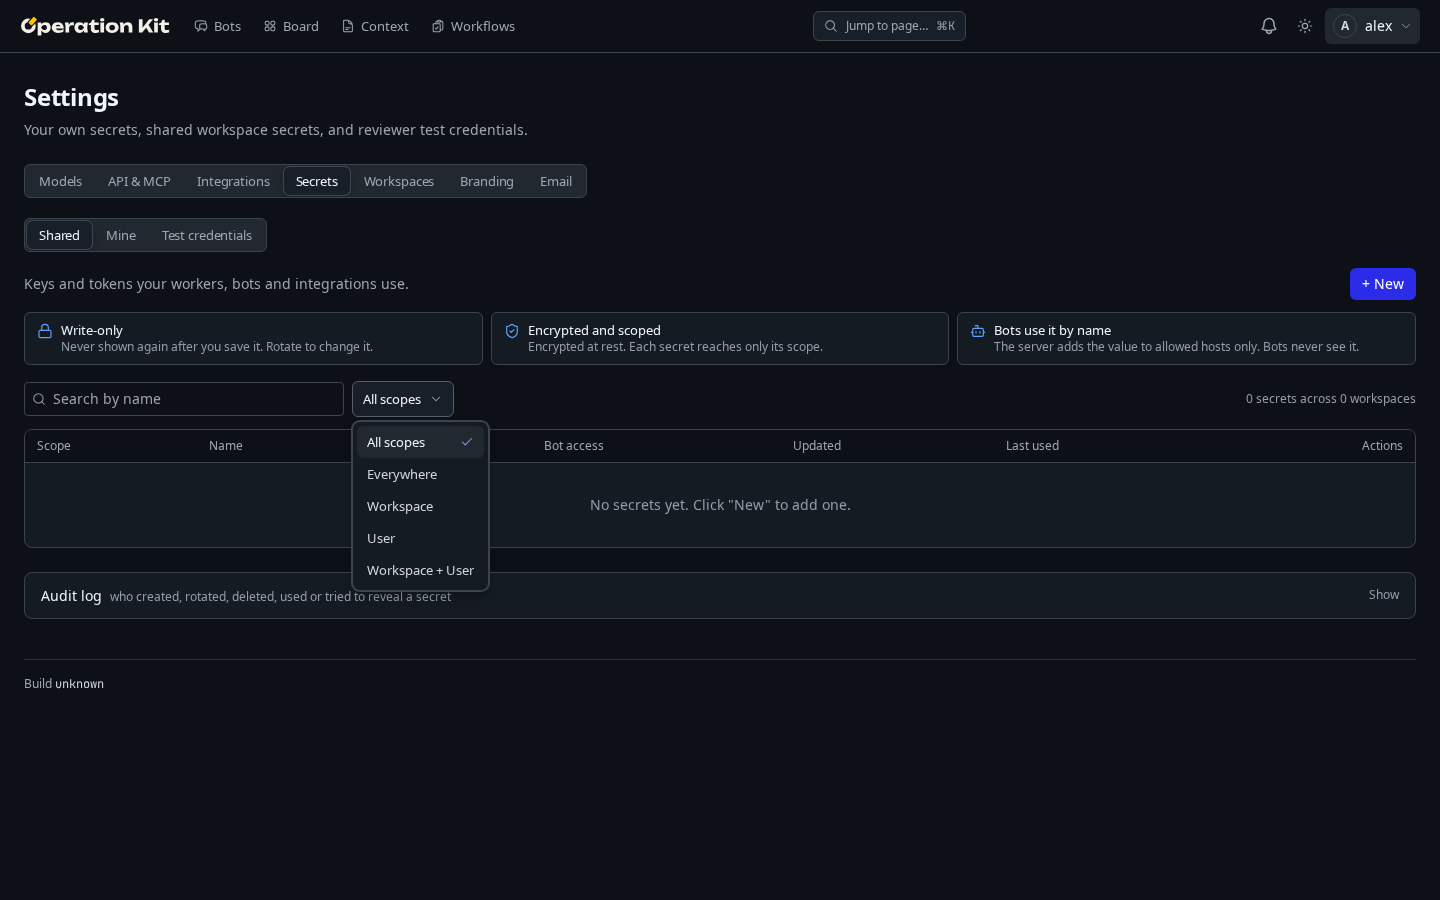 Operation Kit Bots Board Context Workflows Jump to page... ⌘K A alex
Settings
Your own secrets, shared workspace secrets, and reviewer test credentials.
Models API & MCP Integrations Secrets Workspaces Branding Email
Shared Mine Test credentials
Keys and tokens your workers, bots and integrations use.
+ New
Write-only
Never shown again after you save it. Rotate to change it.
Encrypted and scoped
Encrypted at rest. Each secret reaches only its scope.
Bots use it by name
The server adds the value to allowed hosts only. Bots never see it.
Search by name
All scopes
0 secrets across 0 workspaces
All scopes
Everywhere
Workspace
User
Workspace + User
Scope Name Bot access Updated Last used Actions
No secrets yet. Click "New" to add one.
Audit log who created, rotated, deleted, used or tried to reveal a secret Show
Build unknown